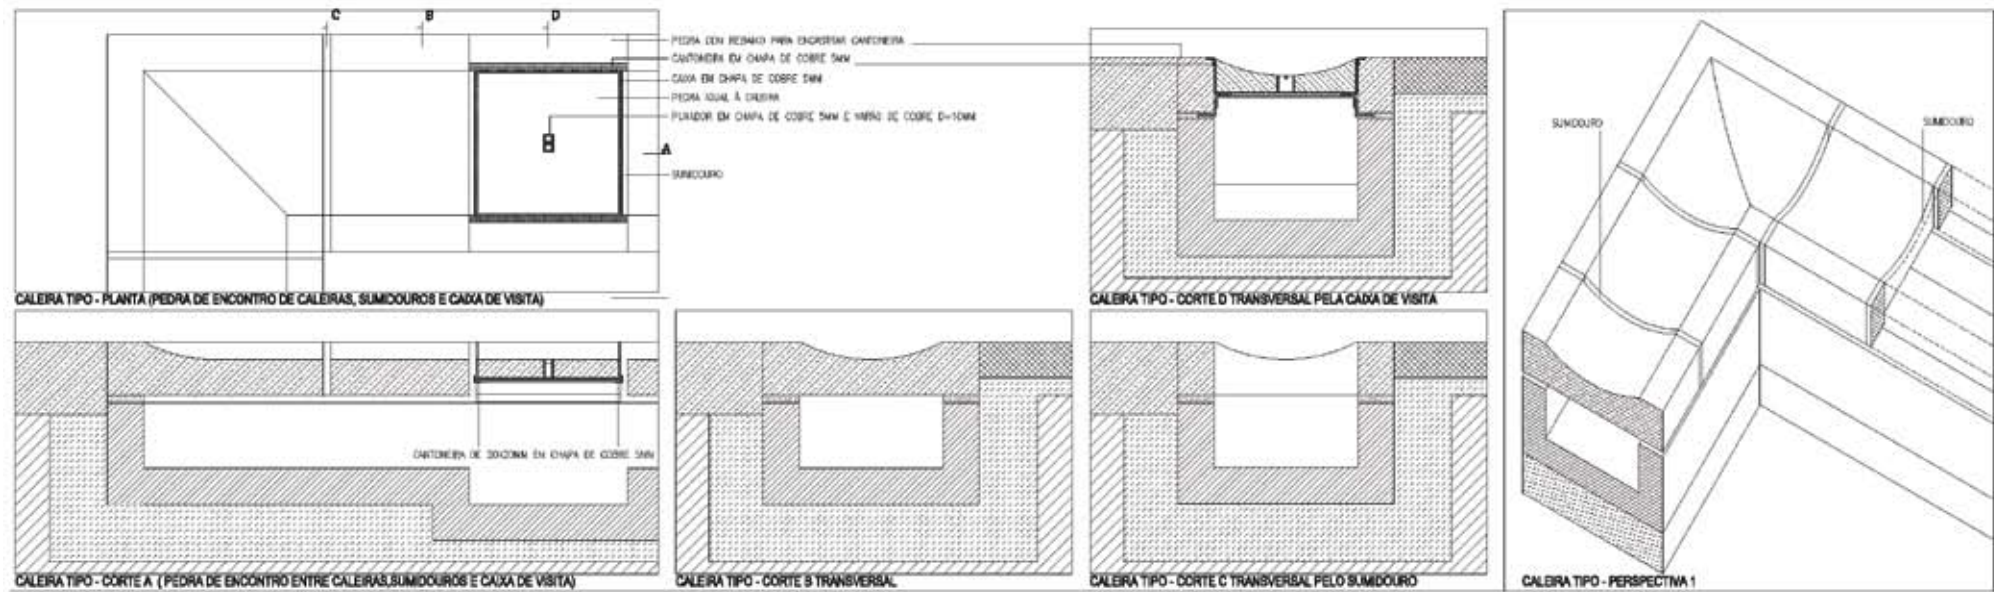 C
B
D
PEDRA COM REBAIXO PARA ENCASTRAR CANTONEIRA
CANTONEIRA EM CHAPA DE COBRE 5MM
CAIXA EM CHAPA DE COBRE 5MM
PEDRA IGUAL À CALEIRA
PUXADOR EM CHAPA DE COBRE 5MM E VARÃO DE COBRE D=10MM
A
SUMIDOURO
CALEIRA TIPO - PLANTA (PEDRA DE ENCONTRO DE CALEIRAS, SUMIDOUROS E CAIXA DE VISITA)
CALEIRA TIPO - CORTE D TRANSVERSAL PELA CAIXA DE VISITA
SUMIDOURO
SUMIDOURO
CANTONEIRA DE EM CHAPA DE COBRE 5MM
CALEIRA TIPO - CORTE A ( PEDRA DE ENCONTRO ENTRE CALEIRAS,SUMIDOUROS E CAIXA DE VISITA)
CALEIRA TIPO - CORTE B TRANSVERSAL
CALEIRA TIPO - CORTE C TRANSVERSAL PELO SUMIDOURO
CALEIRA TIPO - PERSPECTIVA 1